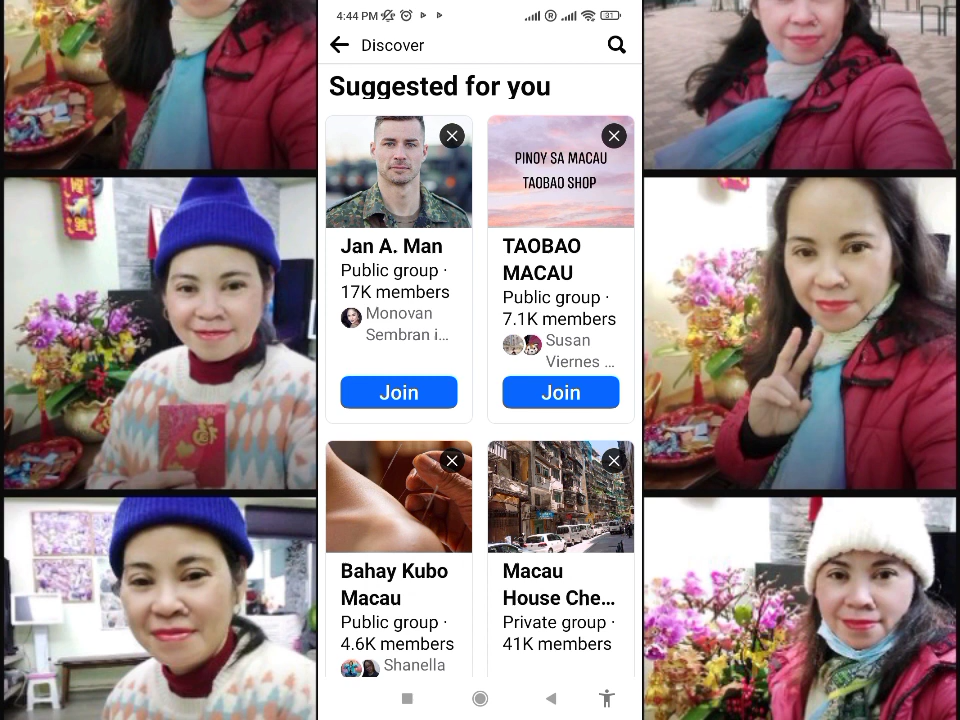 4:44 PM
31
Discover
Suggested for you
PINOY SA MACAU
TAOBAO SHOP
Jan A. Man
Public group ·
17K members
Monovan
Sembran i...
Join
TAOBAO
MACAU
Public group ·
7.1K members
Susan
Viernes ...
Join
Bahay Kubo
Macau
Public group ·
4.6K members
Shanella
Macau
House Che...
Private group ·
41K members